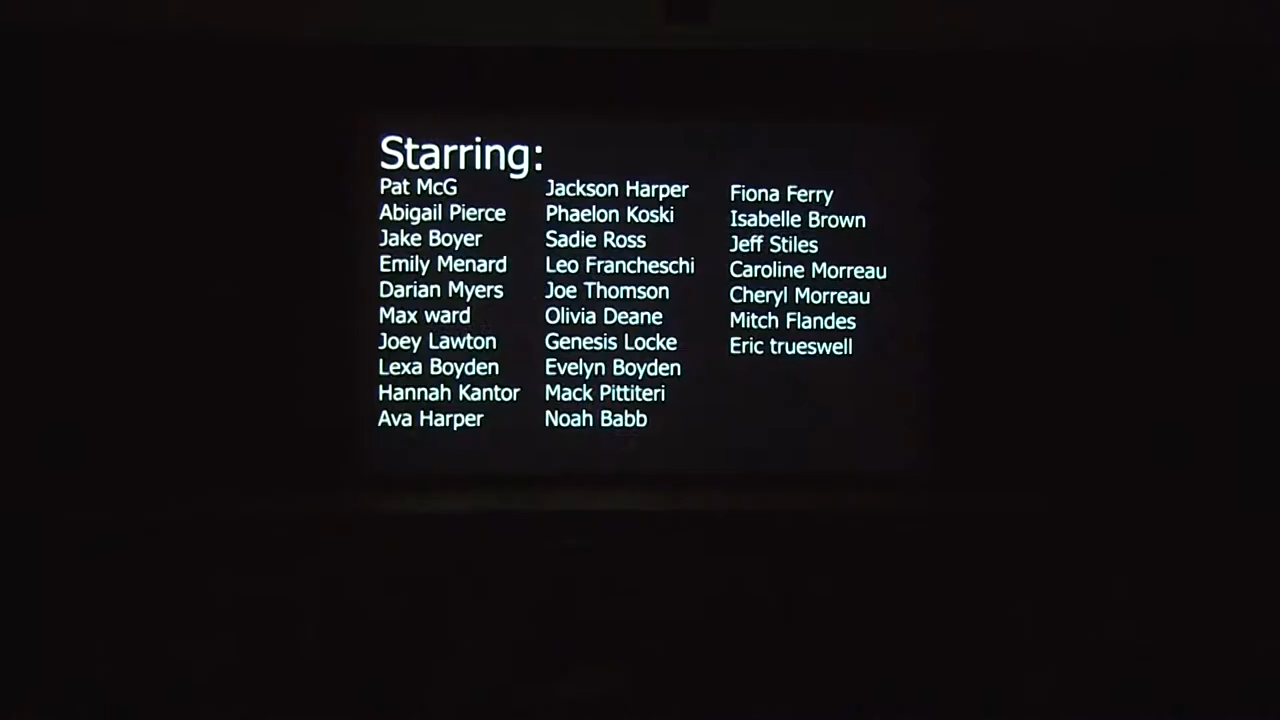 Starring:
Pat McG
Abigail Pierce
Jake Boyer
Emily Menard
Darian Myers
Max ward
Joey Lawton
Lexa Boyden
Hannah Kantor
Ava Harper
Jackson Harper
Phaelon Koski
Sadie Ross
Leo Francheschi
Joe Thomson
Olivia Deane
Genesis Locke
Evelyn Boyden
Mack Pittiteri
Noah Babb
Fiona Ferry
Isabelle Brown
Jeff Stiles
Caroline Morreau
Cheryl Morreau
Mitch Flandes
Eric trueswell